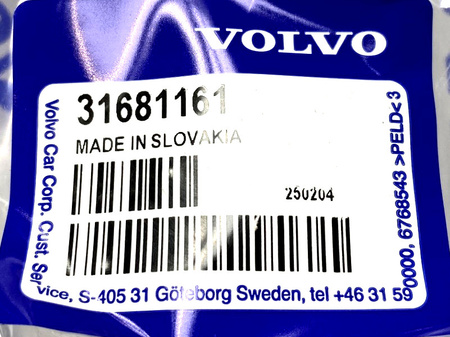 VOLVO
31681161
MADE IN SLOVAKIA
250204
Volvo Car Corp. Cust. Service, S-405 31 Göteborg Sweden, tel +46 31 59 0000, 6768543 >PELD< 3